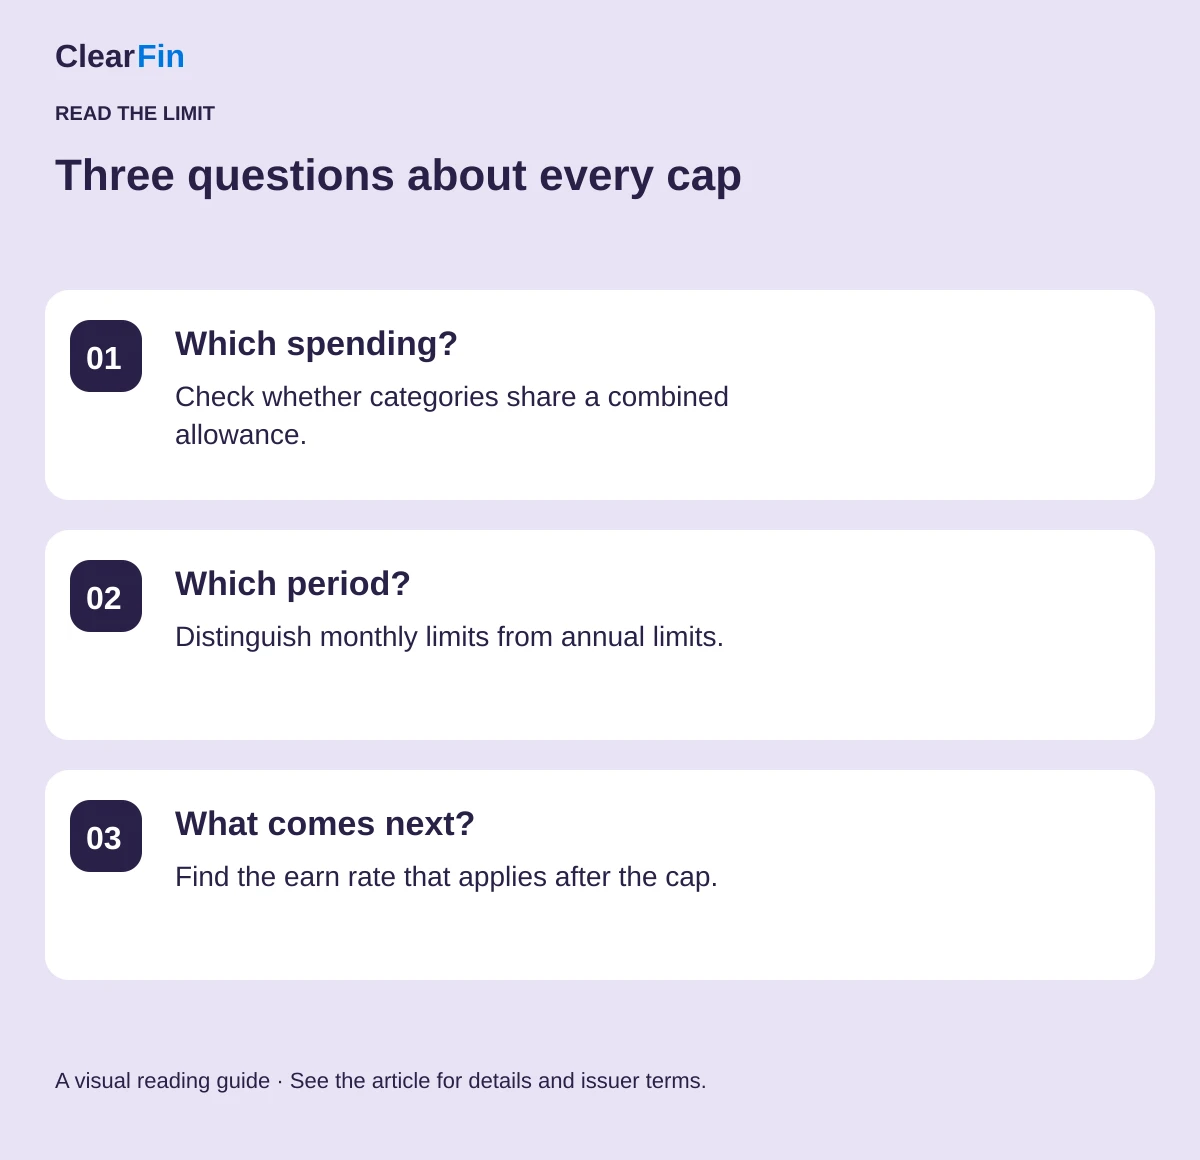 ClearFin
READ THE LIMIT
Three questions about every cap
01
Which spending?
Check whether categories share a combined
allowance.
02
Which period?
Distinguish monthly limits from annual limits.
03
What comes next?
Find the earn rate that applies after the cap.
A visual reading guide · See the article for details and issuer terms.